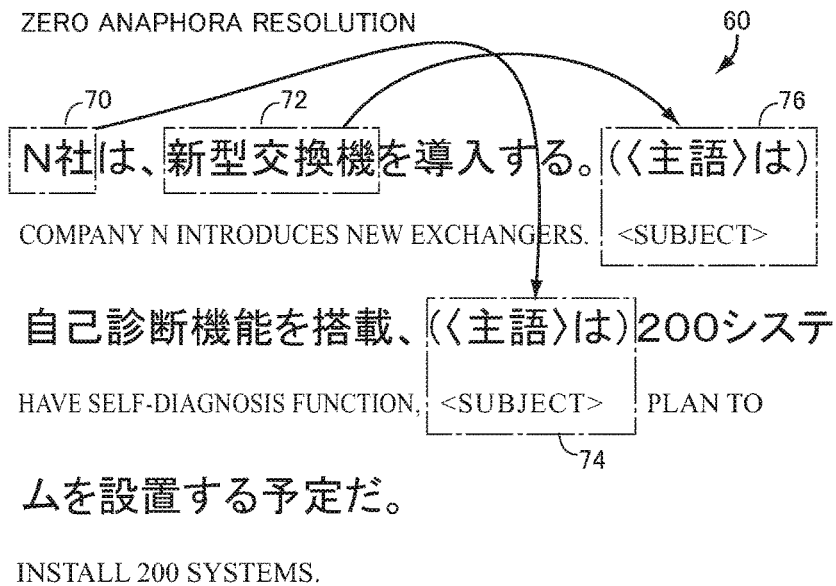 ZERO ANAPHORA RESOLUTION
60
70
72
76
N社は、新型交換機を導入する。(〈主語〉は)
COMPANY N INTRODUCES NEW EXCHANGERS. <SUBJECT>
自己診断機能を搭載、(〈主語〉は)200システ
HAVE SELF-DIAGNOSIS FUNCTION, <SUBJECT> PLAN TO
74
ムを設置する予定だ。
INSTALL 200 SYSTEMS.